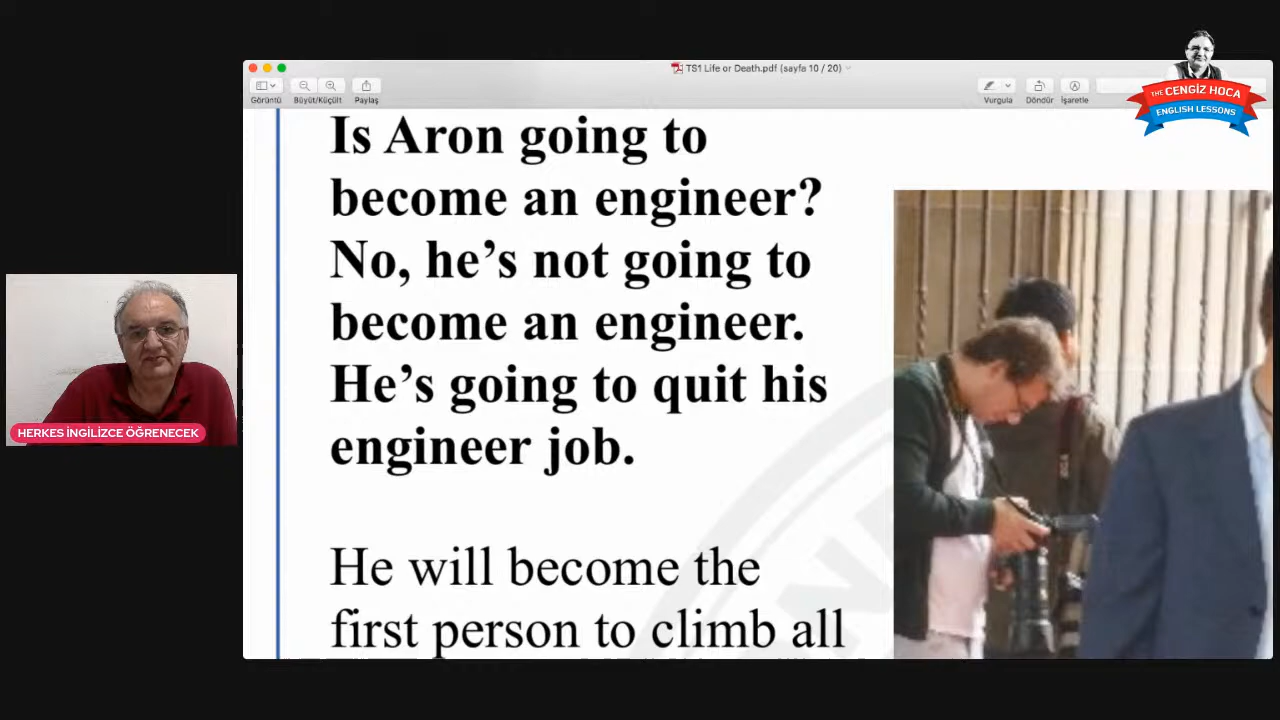 TS1 Life or Death.pdf (sayfa 10 / 20)
Görüntü
Büyüt/Küçült
Paylaş
Vurgula
Döndür
İşaretle
THE CENGİZ HOCA
ENGLISH LESSONS
Is Aron going to
become an engineer?
No, he’s not going to
become an engineer.
He’s going to quit his
engineer job.
He will become the
first person to climb all
HERKES İNGİLİZCE ÖĞRENECEK